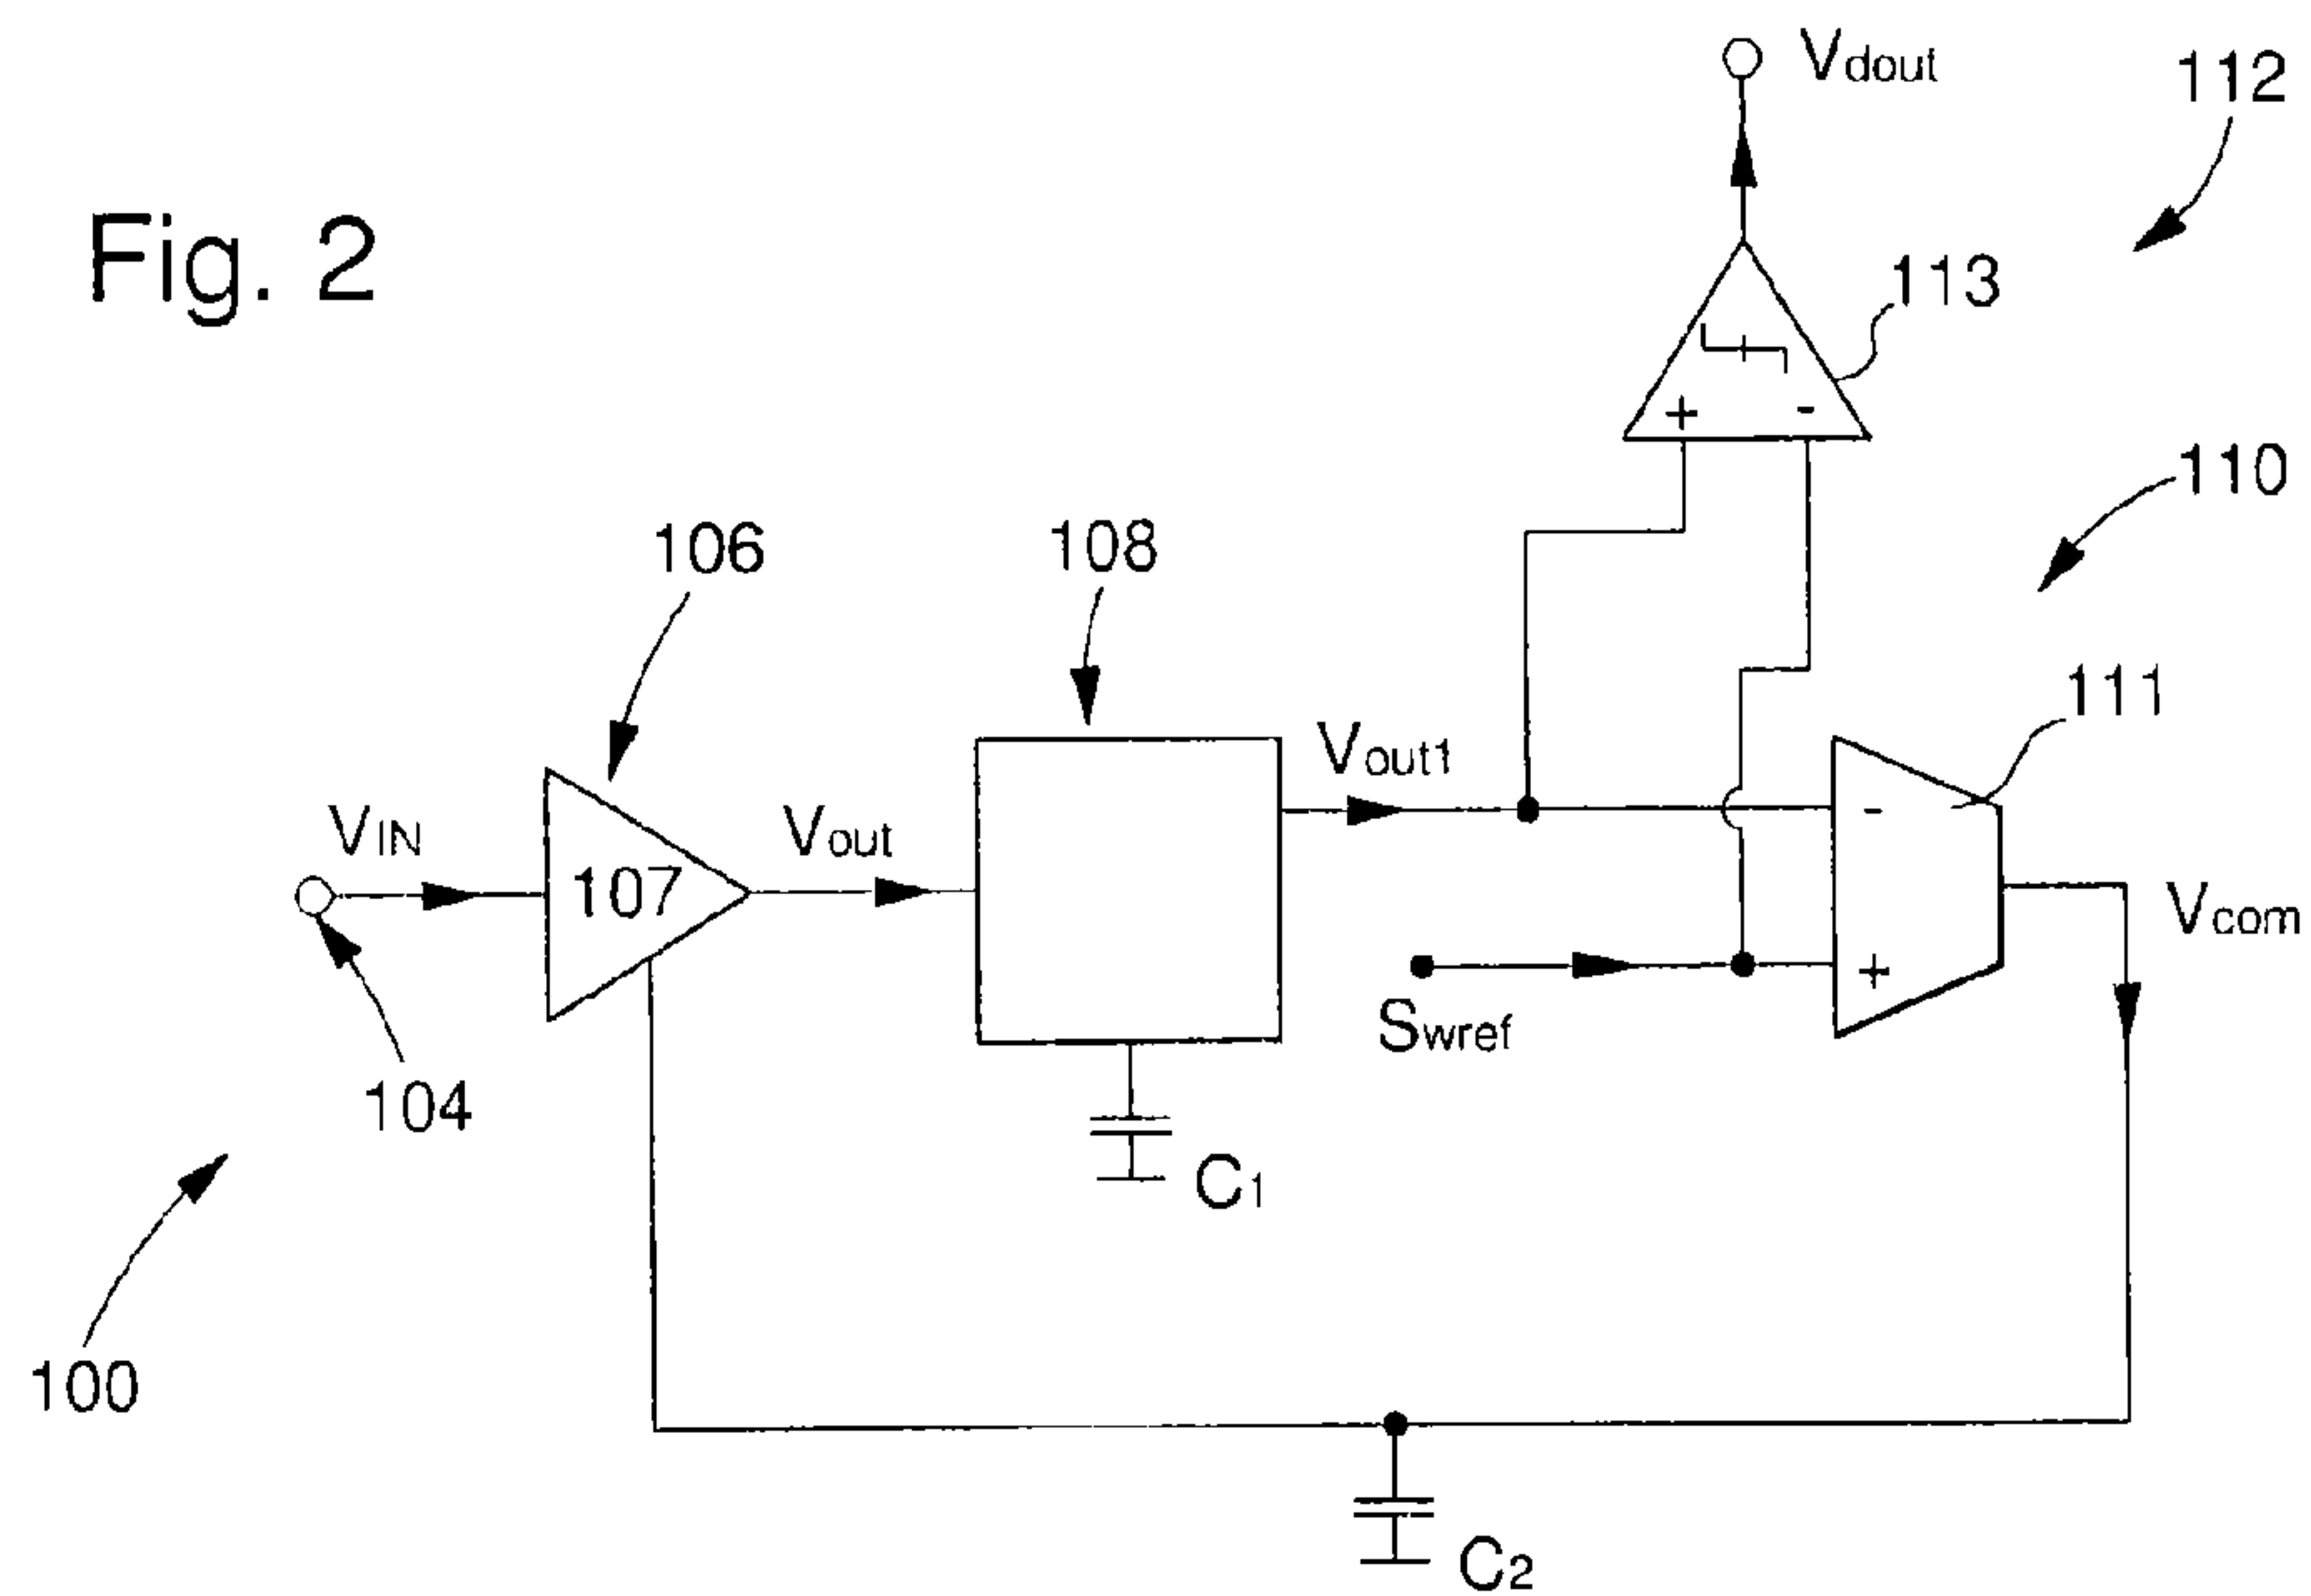 Fig. 2
Vdout
112
113
+ -
110
106
108
111
Vout1
VIN
107
Vout
-
Vcom
Swref
+
104
C1
100
C2